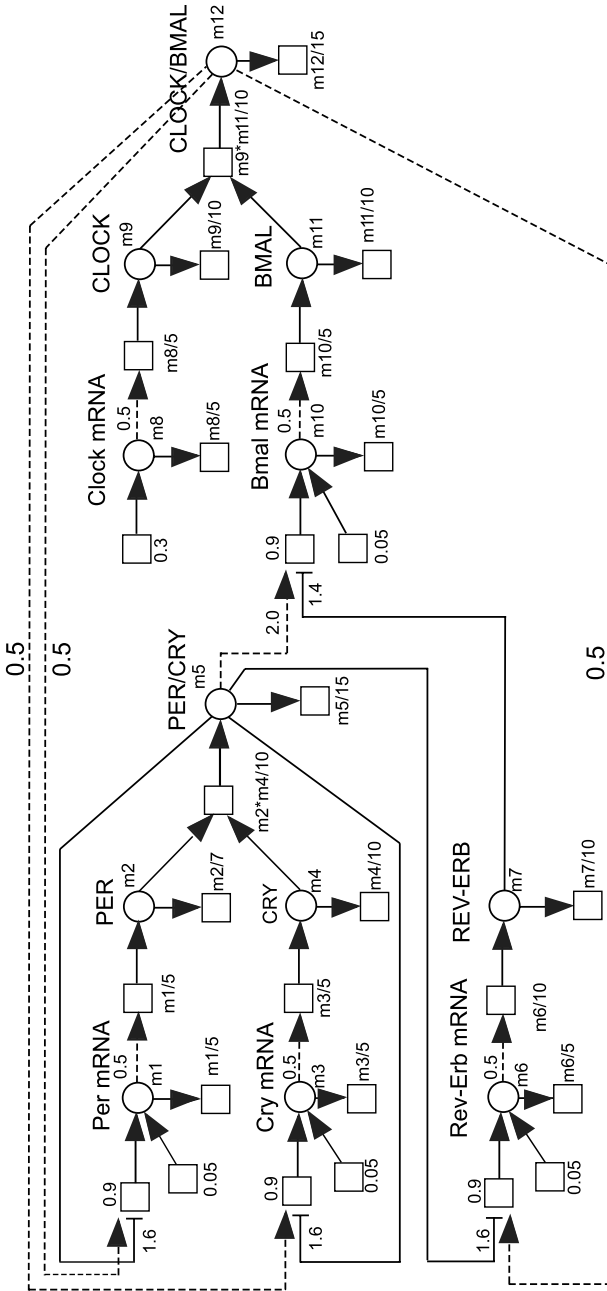 0.5
0.5
Per mRNA
0.5
m1
0.9
1.6
0.05
m1/5
m1/5
PER
m2
m2/7
Cry mRNA
0.5
m3
0.9
1.6
0.05
m3/5
m3/5
CRY
m4
m4/10
m2*m4/10
PER/CRY
m5
m5/15
2.0
Rev-Erb mRNA
0.5
m6
0.9
1.6
0.05
m6/5
m6/10
REV-ERB
m7
m7/10
1.4
Clock mRNA
0.5
m8
0.3
m8/5
m8/5
CLOCK
m9
m9/10
Bmal mRNA
0.5
m10
0.9
0.05
m10/5
m10/5
BMAL
m11
m11/10
m9*m11/10
CLOCK/BMAL
m12
m12/15
0.5